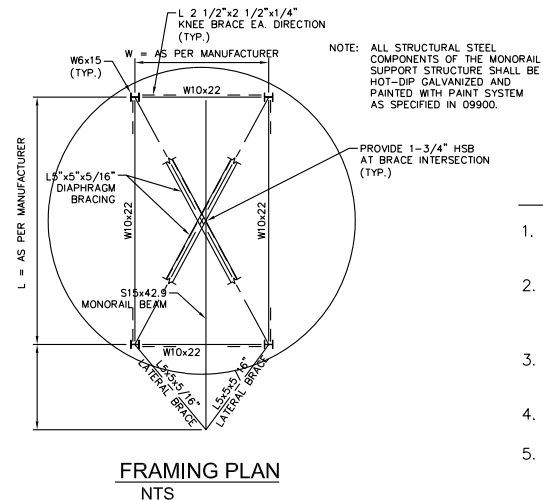 L 2 1/2"x2 1/2"x1/4"
KNEE BRACE EA. DIRECTION
(TYP.)
W = AS PER MANUFACTURER
W6x15
(TYP.)
W10x22
NOTE: ALL STRUCTURAL STEEL
COMPONENTS OF THE MONORAIL
SUPPORT STRUCTURE SHALL BE
HOT-DIP GALVANIZED AND
PAINTED WITH PAINT SYSTEM
AS SPECIFIED IN 09900.
PROVIDE 1-3/4" HSB
AT BRACE INTERSECTION
(TYP.)
L5"x5"x5/16"
DIAPHRAGM
BRACING
L = AS PER MANUFACTURER
W10x22
W10x22
S15x42.9
MONORAIL BEAM
W10x22
L5x5x5/16"
LATERAL BRACE
L5x5x5/16"
LATERAL BRACE
1.
2.
3.
4.
5.
FRAMING PLAN
NTS